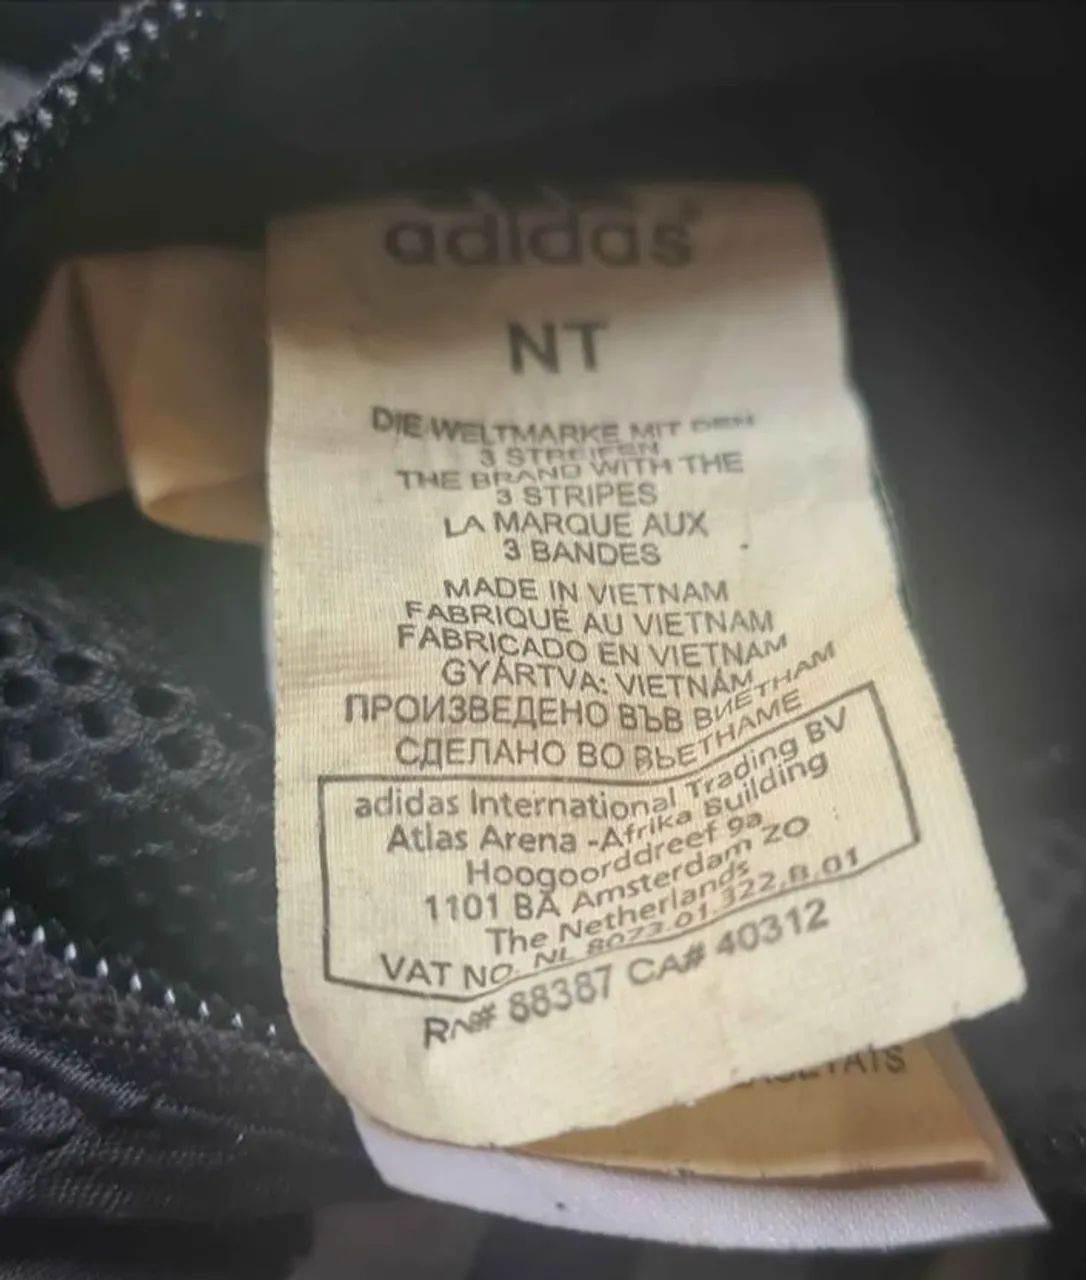 adidas
NT
DIE WELTMARKE MIT DEN
3 STREIFEN
THE BRAND WITH THE
3 STRIPES
LA MARQUE AUX
3 BANDES
MADE IN VIETNAM
FABRIQUÉ AU VIETNAM
FABRICADO EN VIETNAM
GYÁRTVA: VIETNÁM
ПРОИЗВЕДЕНО ВЪВ ВИЕТНАМ
СДЕЛАНО ВО ВЬЕТНАМЕ
adidas International Trading BV
Atlas Arena -Afrika Building
Hoogoorddreef 9a
1101 BA Amsterdam ZO
The Netherlands
VAT NO. NL 8073.01.322.B.01
RN# 88387 CA# 40312